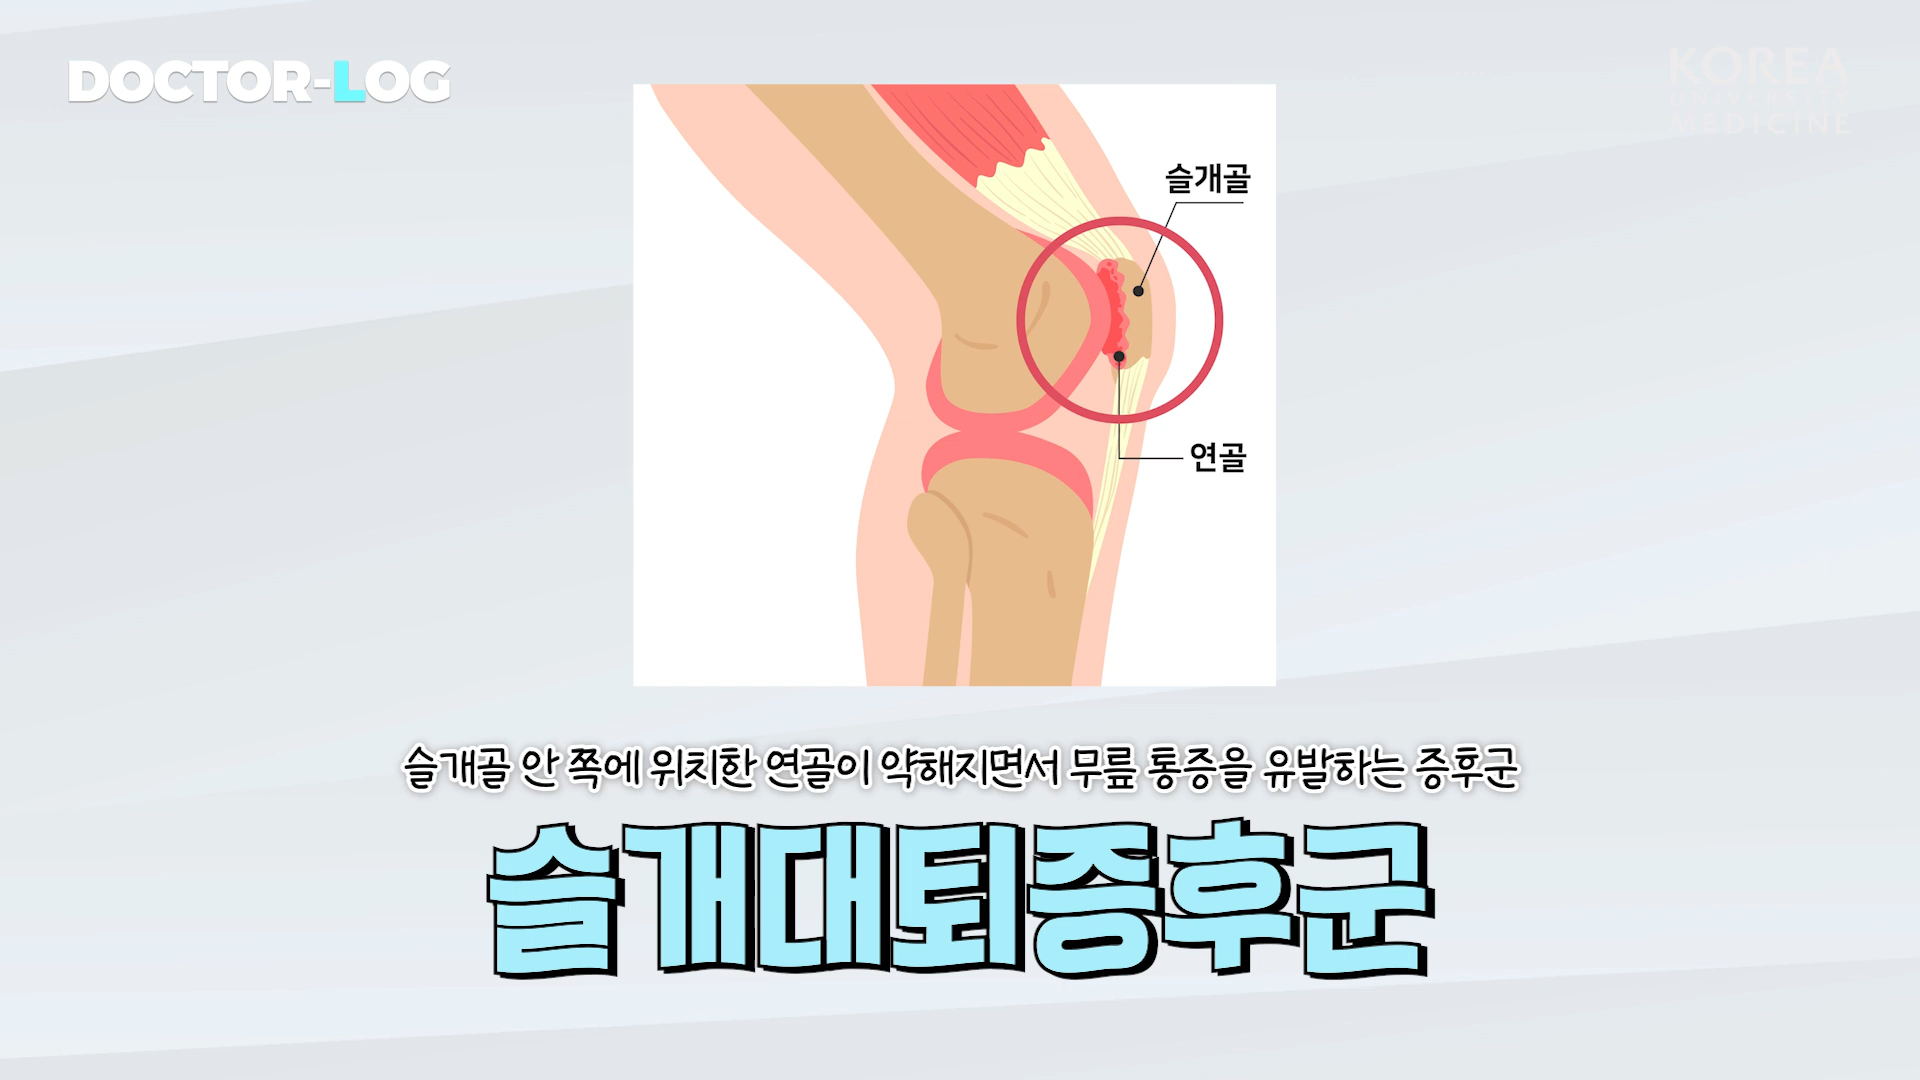 DOCTOR-LOG
KOREA
UNIVERSITY
MEDICINE
슬개골
연골
슬개골 안 쪽에 위치한 연골이 약해지면서 무릎 통증을 유발하는 증후군
슬개대퇴증후군